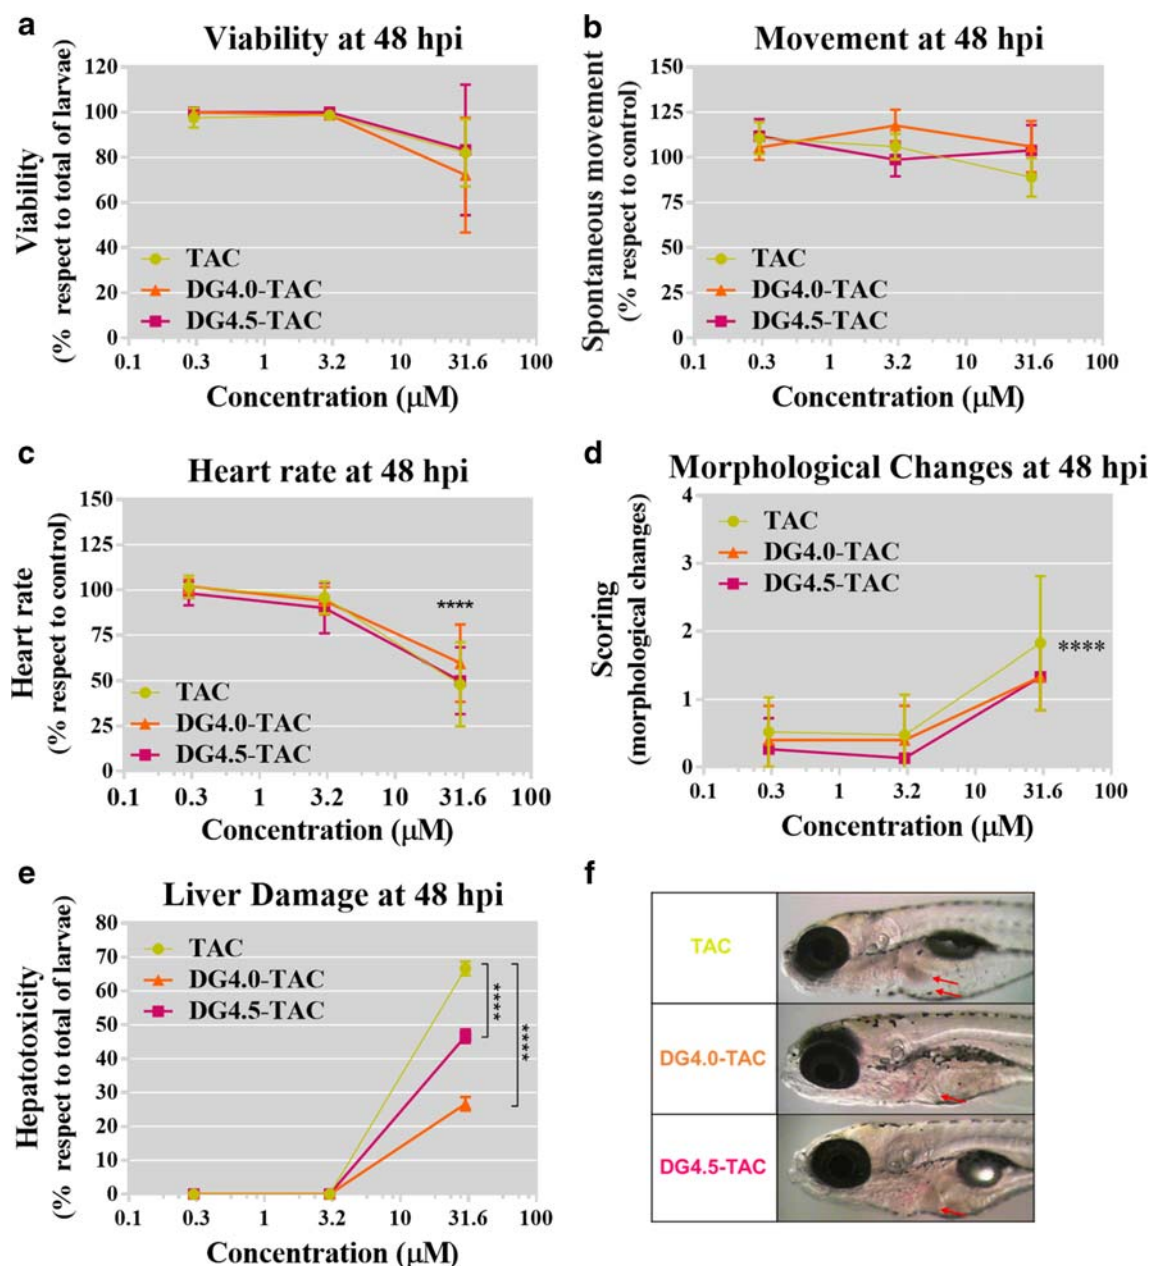 a
Viability at 48 hpi
Viability
(% respect to total of larvae)
120
100
80
60
40
20
0
TAC
DG4.0-TAC
DG4.5-TAC
0.1 0.3 1 3.2 10 31.6 100
Concentration (μM)
b
Movement at 48 hpi
Spontaneous movement
(% respect to control)
150
125
100
75
50
25
0
TAC
DG4.0-TAC
DG4.5-TAC
0.1 0.3 1 3.2 10 31.6 100
Concentration (μM)
c
Heart rate at 48 hpi
Heart rate
(% respect to control)
150
125
100
75
50
25
0
****
TAC
DG4.0-TAC
DG4.5-TAC
0.1 0.3 1 3.2 10 31.6 100
Concentration (μM)
d
Morphological Changes at 48 hpi
Scoring
(morphological changes)
4
3
2
1
0
TAC
DG4.0-TAC
DG4.5-TAC
****
0.1 0.3 1 3.2 10 31.6 100
Concentration (μM)
e
Liver Damage at 48 hpi
Hepatotoxicity
(% respect to total of larvae)
80
70
60
50
40
30
20
10
0
TAC
DG4.0-TAC
DG4.5-TAC
****
****
0.1 0.3 1 3.2 10 31.6 100
Concentration (μM)
f
TAC
DG4.0-TAC
DG4.5-TAC